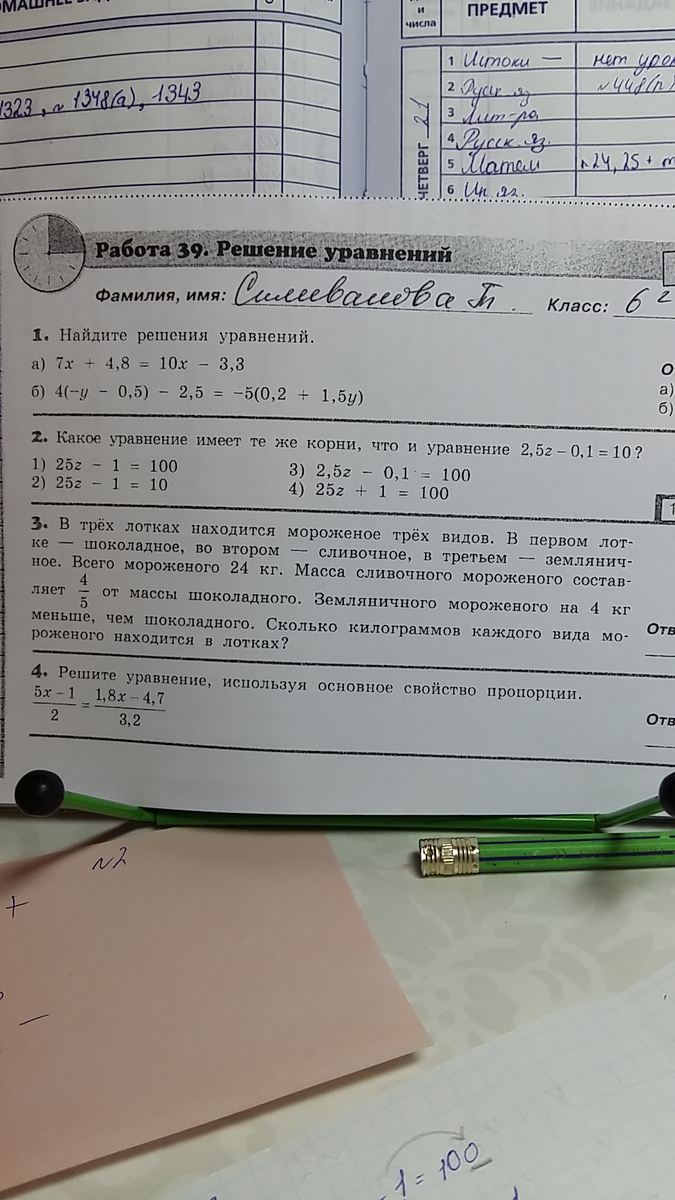 и
числа
ПРЕДМЕТ
1323, № 1348(а), 1343
ЧЕТВЕРГ 21
1 Истоки — нет
2 Русск яз. №448(п)
3 Лит-ра
4 Русск яз.
5 Матем №24, 25 +
6 Ин. яз.
Работа 39. Решение уравнений
Фамилия, имя: Силиванова П. Класс: 6
1. Найдите решения уравнений.
а) 7x + 4,8 = 10x − 3,3
б) 4(−y − 0,5) − 2,5 = −5(0,2 + 1,5y)
а)
б)
2. Какое уравнение имеет те же корни, что и уравнение 2,5z − 0,1 = 10?
1) 25z − 1 = 100
3) 2,5z − 0,1 = 100
2) 25z − 1 = 10
4) 25z + 1 = 100
1
3. В трёх лотках находится мороженое трёх видов. В первом лот-
ке — шоколадное, во втором — сливочное, в третьем — землянич-
ное. Всего мороженого 24 кг. Масса сливочного мороженого состав-
ляет 4/5 от массы шоколадного. Земляничного мороженого на 4 кг
меньше, чем шоколадного. Сколько килограммов каждого вида мо-
роженого находится в лотках?
Отв
4. Решите уравнение, используя основное свойство пропорции.
(5x − 1)/2 = (1,8x − 4,7)/3,2
Отв
№2
+
−
1 = 100